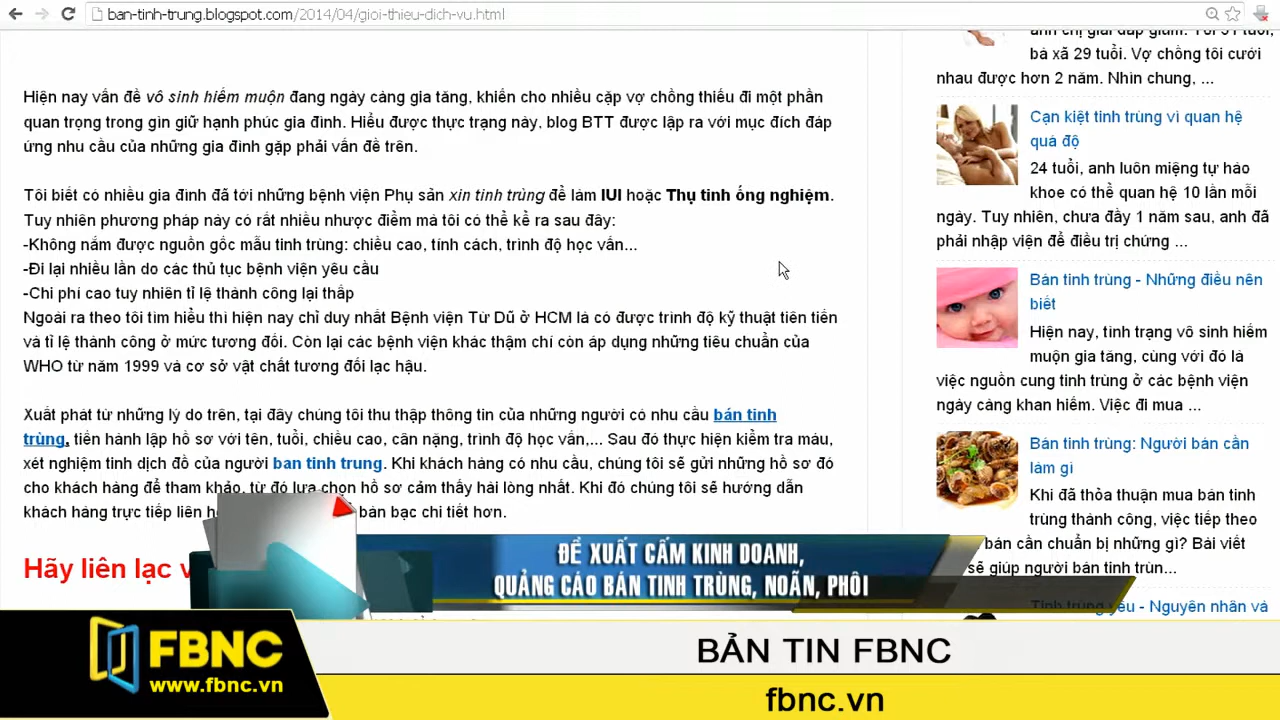 ban-tinh-trung.blogspot.com/2014/04/gioi-thieu-dich-vu.html
Hiện nay vấn đề vô sinh hiếm muộn đang ngày càng gia tăng, khiến cho nhiều cặp vợ chồng thiếu đi một phần
quan trọng trong gìn giữ hạnh phúc gia đình. Hiểu được thực trạng này, blog BTT được lập ra với mục đích đáp
ứng nhu cầu của những gia đình gặp phải vấn đề trên.
Tôi biết có nhiều gia đình đã tới những bệnh viện Phụ sản xin tinh trùng để làm IUI hoặc Thụ tinh ống nghiệm.
Tuy nhiên phương pháp này có rất nhiều nhược điểm mà tôi có thể kể ra sau đây:
-Không nắm được nguồn gốc mẫu tinh trùng: chiều cao, tính cách, trình độ học vấn...
-Đi lại nhiều lần do các thủ tục bệnh viện yêu cầu
-Chi phí cao tuy nhiên tỉ lệ thành công lại thấp
Ngoài ra theo tôi tìm hiểu thì hiện nay chỉ duy nhất Bệnh viện Từ Dũ ở HCM là có được trình độ kỹ thuật tiên tiến
và tỉ lệ thành công ở mức tương đối. Còn lại các bệnh viện khác thậm chí còn áp dụng những tiêu chuẩn của
WHO từ năm 1999 và cơ sở vật chất tương đối lạc hậu.
Xuất phát từ những lý do trên, tại đây chúng tôi thu thập thông tin của những người có nhu cầu bán tinh
trùng, tiến hành lập hồ sơ với tên, tuổi, chiều cao, cân nặng, trình độ học vấn,... Sau đó thực hiện kiểm tra máu,
xét nghiệm tinh dịch đồ của người ban tinh trung. Khi khách hàng có nhu cầu, chúng tôi sẽ gửi những hồ sơ đó
cho khách hàng để tham khảo, từ đó lựa chọn hồ sơ cảm thấy hài lòng nhất. Khi đó chúng tôi sẽ hướng dẫn
khách hàng trực tiếp liên bàn bạc chi tiết hơn.
Hãy liên lạc
anh chị giải đáp giùm. Tôi 31 tuổi,
bà xã 29 tuổi. Vợ chồng tôi cưới
nhau được hơn 2 năm. Nhìn chung, ...
Cạn kiệt tinh trùng vì quan hệ
quá độ
24 tuổi, anh luôn miệng tự hào
khoe có thể quan hệ 10 lần mỗi
ngày. Tuy nhiên, chưa đầy 1 năm sau, anh đã
phải nhập viện để điều trị chứng ...
Bán tinh trùng - Những điều nên
biết
Hiện nay, tình trạng vô sinh hiếm
muộn gia tăng, cùng với đó là
việc nguồn cung tinh trùng ở các bệnh viện
ngày càng khan hiếm. Việc đi mua ...
Bán tinh trùng: Người bán cần
làm gì
Khi đã thỏa thuận mua bán tinh
trùng thành công, việc tiếp theo
bán cần chuẩn bị những gì? Bài viết
sẽ giúp người bán tinh trùn...
Tinh trùng yếu - Nguyên nhân và
ĐỀ XUẤT CẤM KINH DOANH,
QUẢNG CÁO BÁN TINH TRÙNG, NOÃN, PHÔI
FBNC
www.fbnc.vn
BẢN TIN FBNC
fbnc.vn